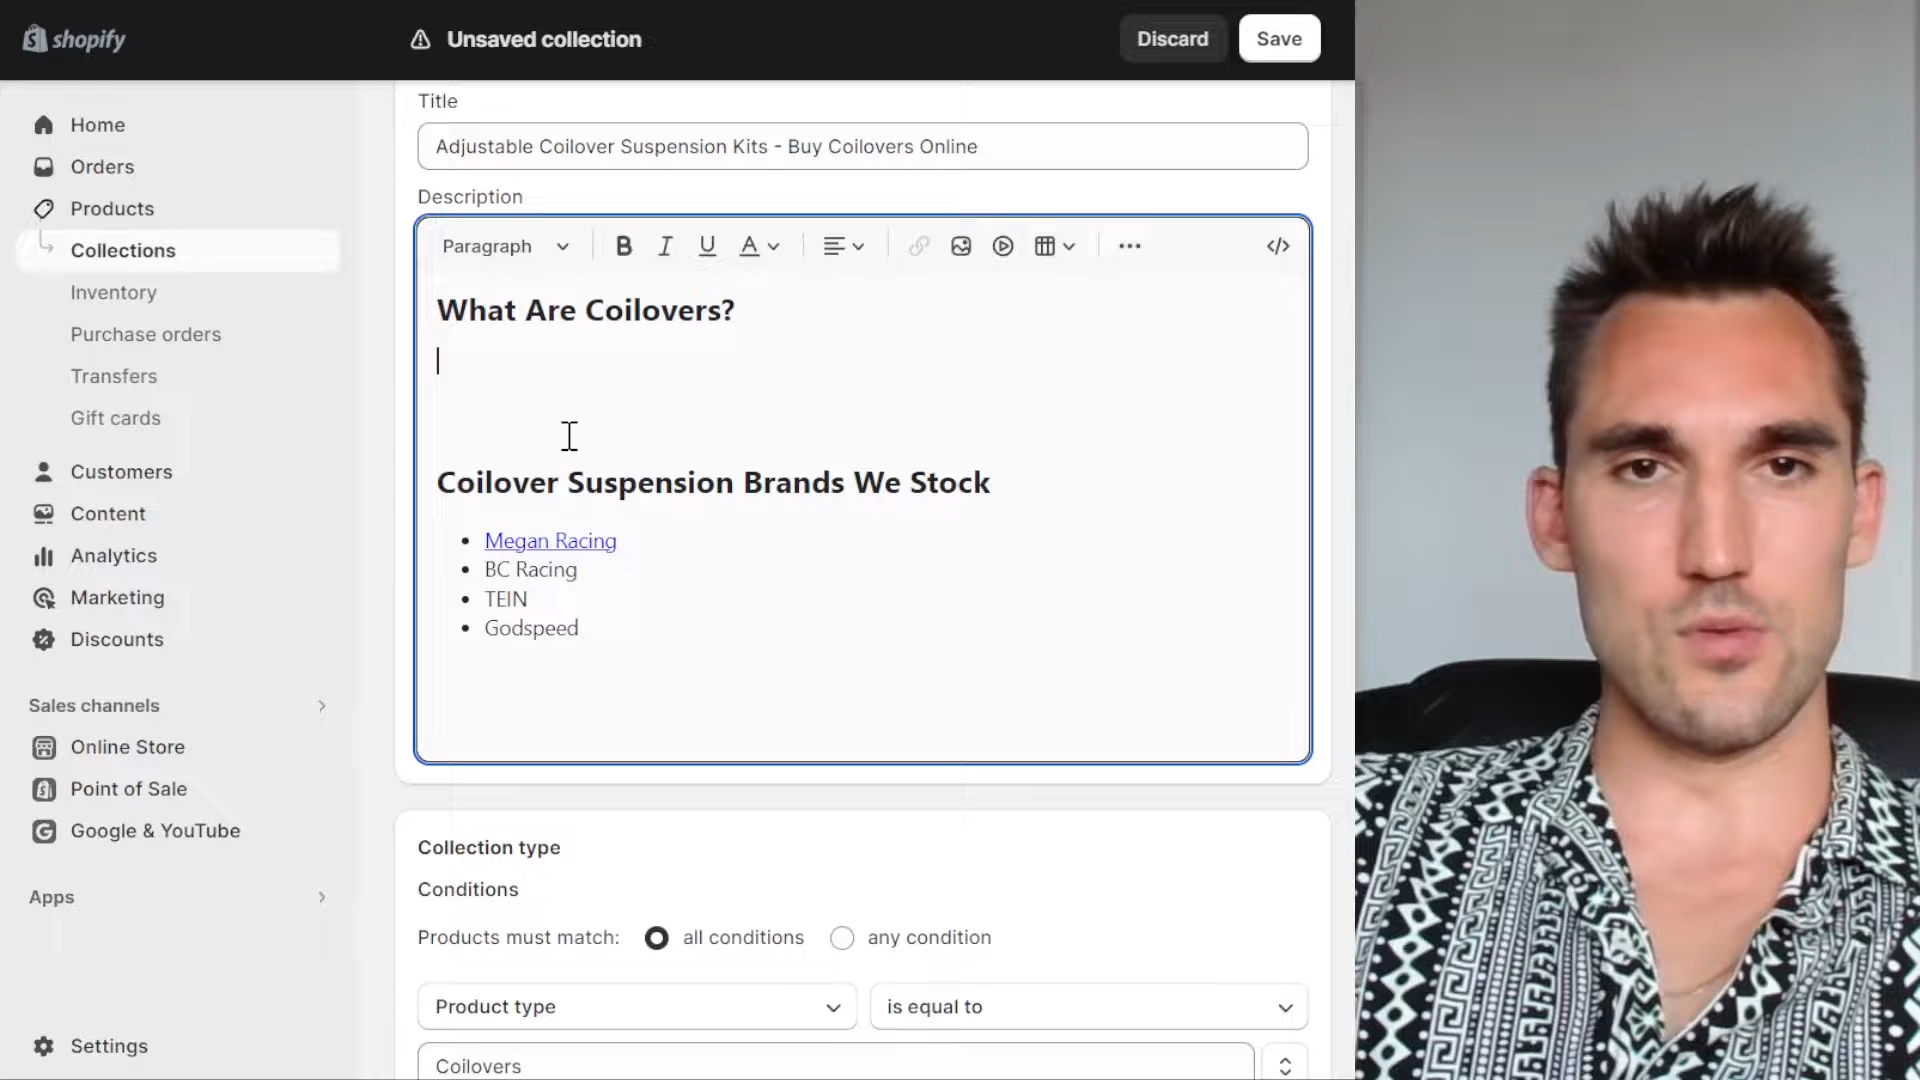 shopify
Unsaved collection
Discard
Save
Home
Orders
Products
Collections
Inventory
Purchase orders
Transfers
Gift cards
Customers
Content
Analytics
Marketing
Discounts
Sales channels
Online Store
Point of Sale
Google & YouTube
Apps
Settings
Title
Adjustable Coilover Suspension Kits - Buy Coilovers Online
Description
Paragraph
What Are Coilovers?
Coilover Suspension Brands We Stock
Megan Racing
BC Racing
TEIN
Godspeed
Collection type
Conditions
Products must match: all conditions any condition
Product type
is equal to
Coilovers